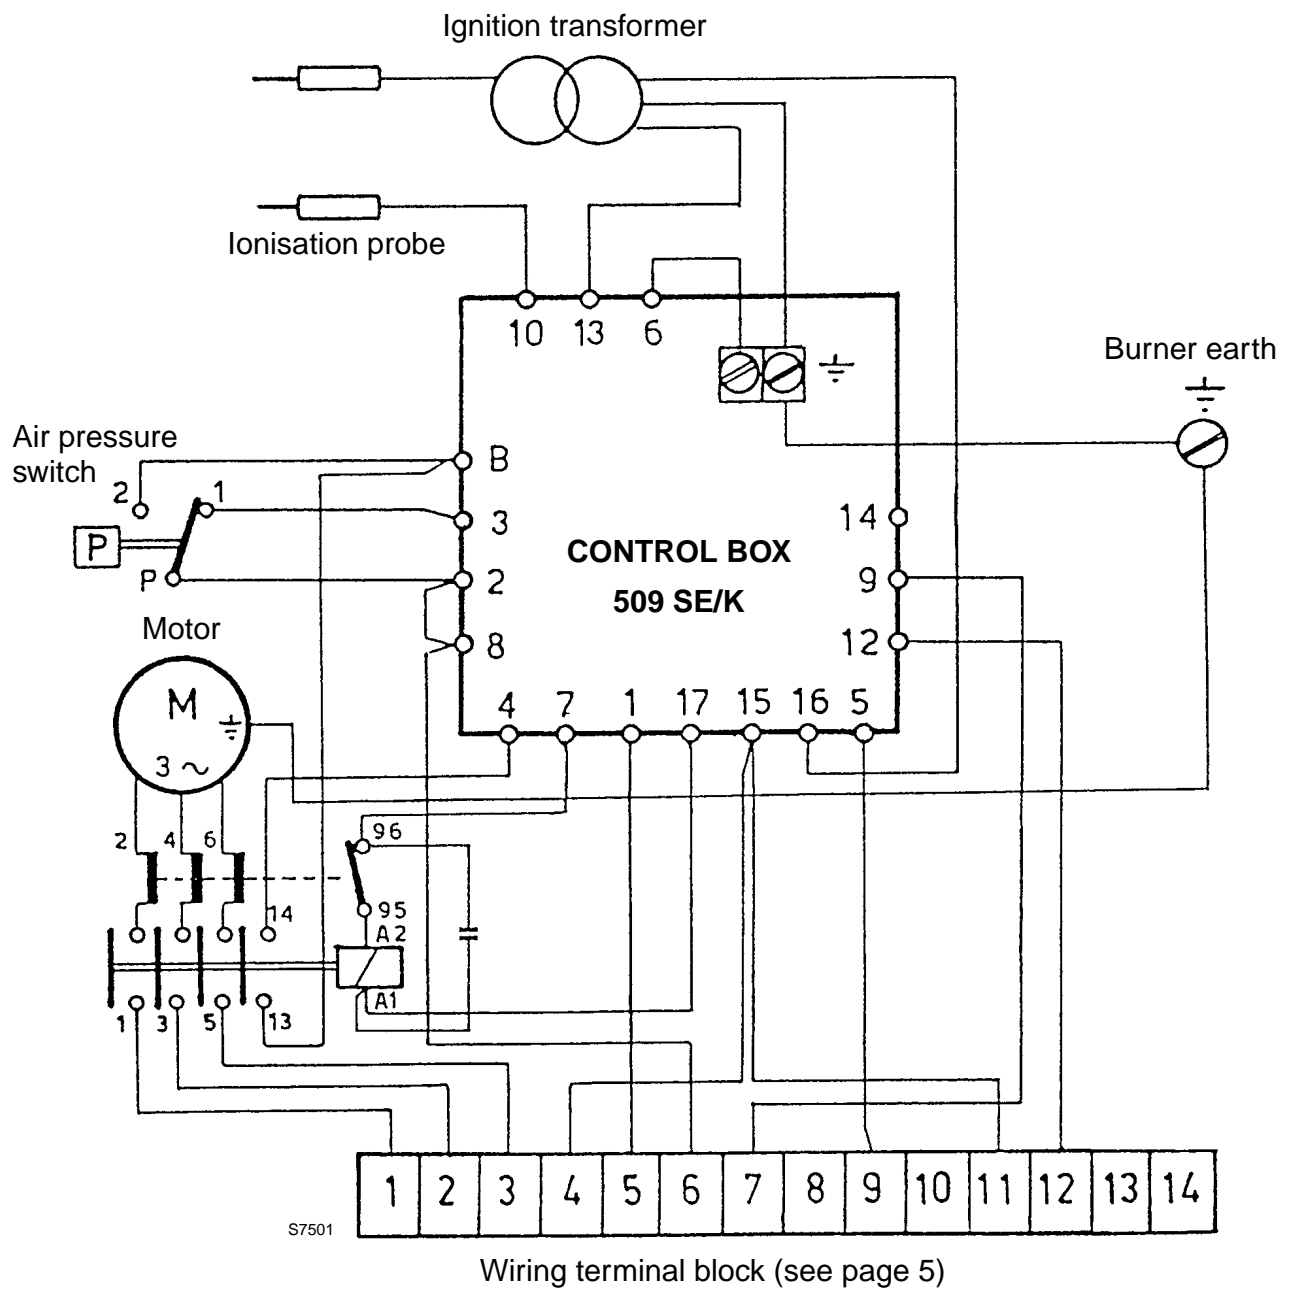 Ignition transformer
Ionisation probe
10 13 6
Burner earth
Air pressure
switch
2 1
P
P
B
3
2
8
CONTROL BOX
509 SE/K
14
9
12
4 7 1 17 15 16 5
Motor
M
3 ~
2 4 6
96
95
14
A2
A1
1 3 5 13
1 2 3 4 5 6 7 8 9 10 11 12 13 14
S7501
Wiring terminal block (see page 5)